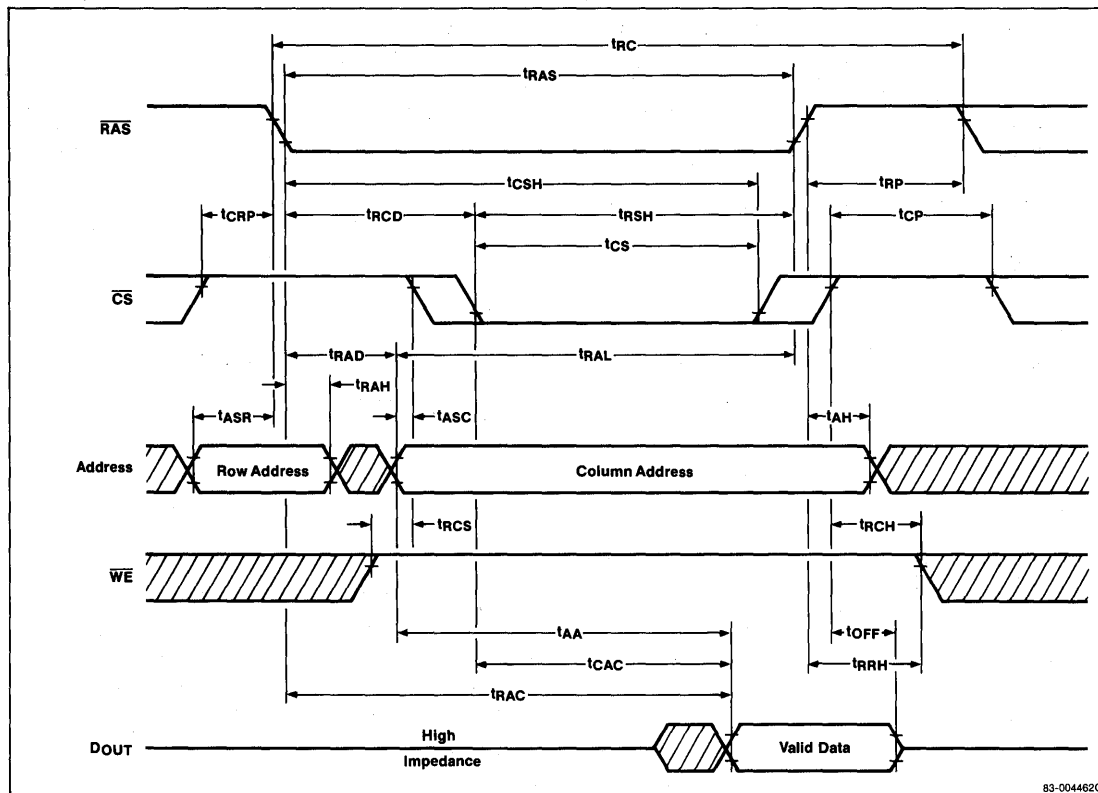 tRC
tRAS
RAS
tCSH
tRP
tCRP
tRCD
tRSH
tCP
tCS
CS
tRAD
tRAL
tRAH
tASR
tASC
tAH
Address
Row Address
Column Address
tRCS
tRCH
WE
tAA
tOFF
tCAC
tRRH
tRAC
DOUT
High
Impedance
Valid Data
83-004462C